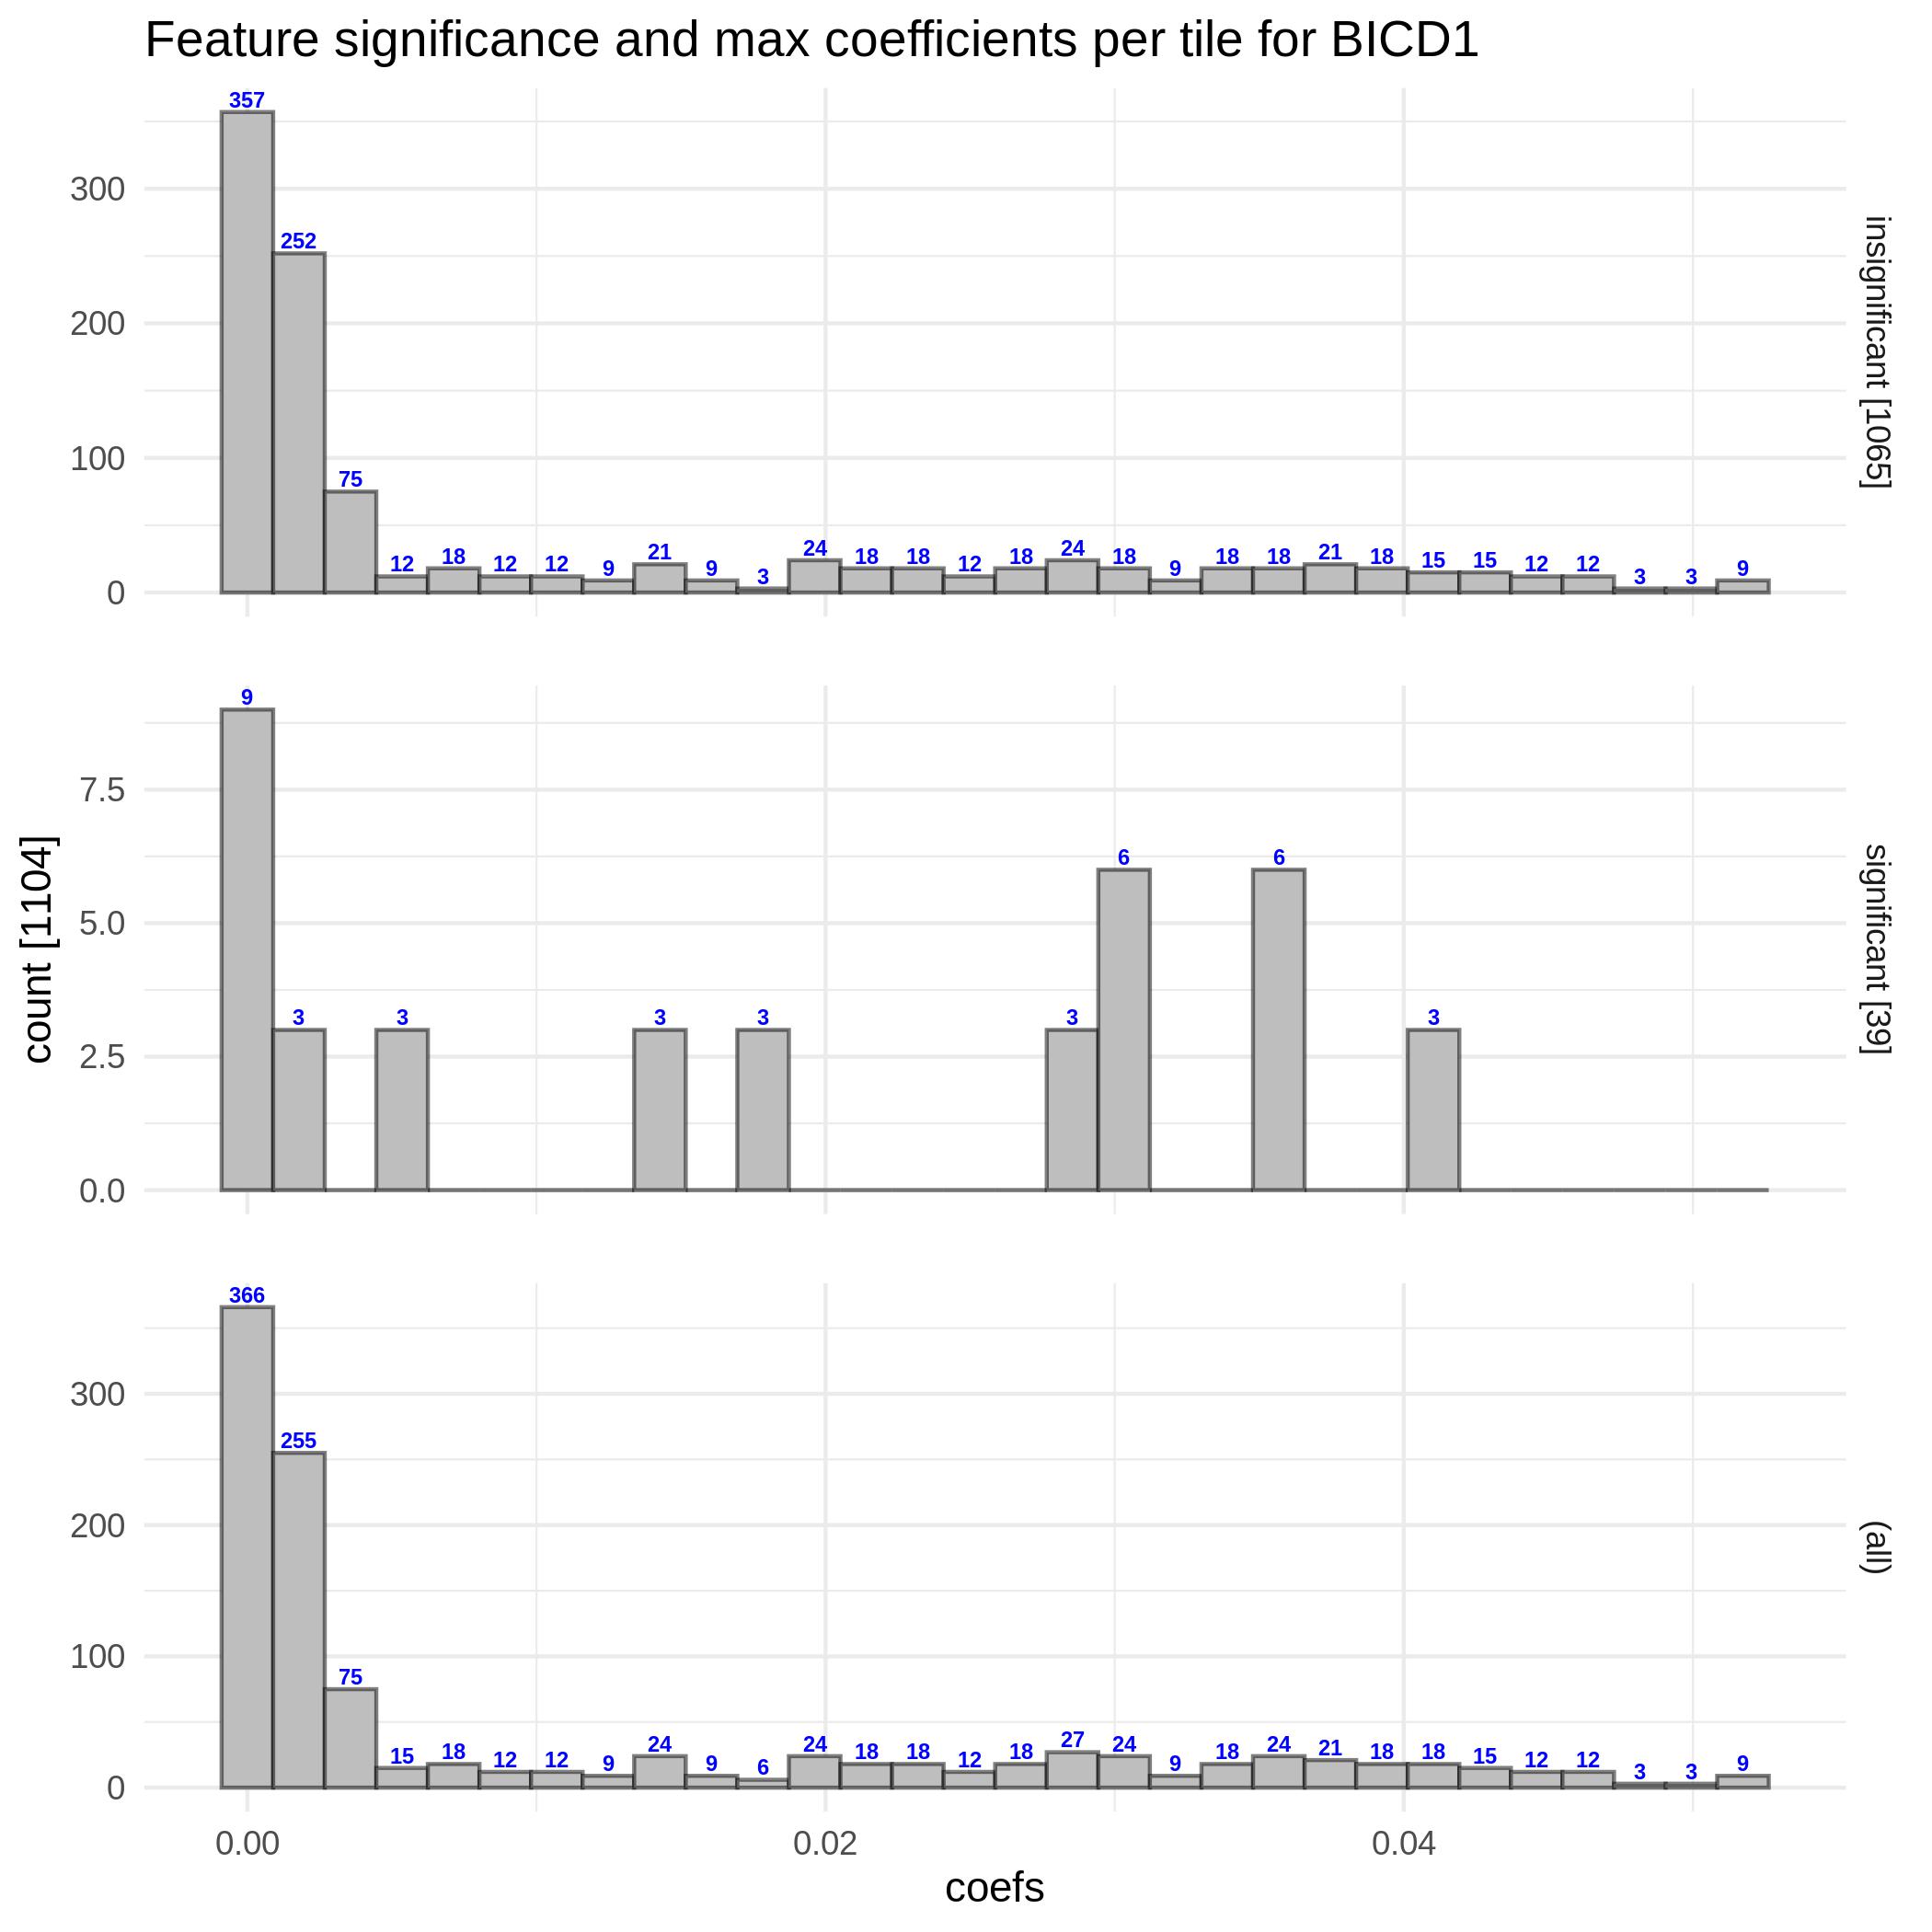 Feature significance and max coefficients per tile for BICD1
357
252
75
12 18 12 12 9 21 9 3 24 18 18 12 18 24 18 9 18 18 21 18 15 15 12 12 3 3 9
300
200
100
0
insignificant [1065]
9
3 3 3 3 3 6 6 3
7.5
5.0
2.5
0.0
significant [39]
count [1104]
366
255
75
15 18 12 12 9 24 9 6 24 18 18 12 18 27 24 9 18 24 21 18 18 15 12 12 3 3 9
300
200
100
0
(all)
0.00 0.02 0.04
coefs